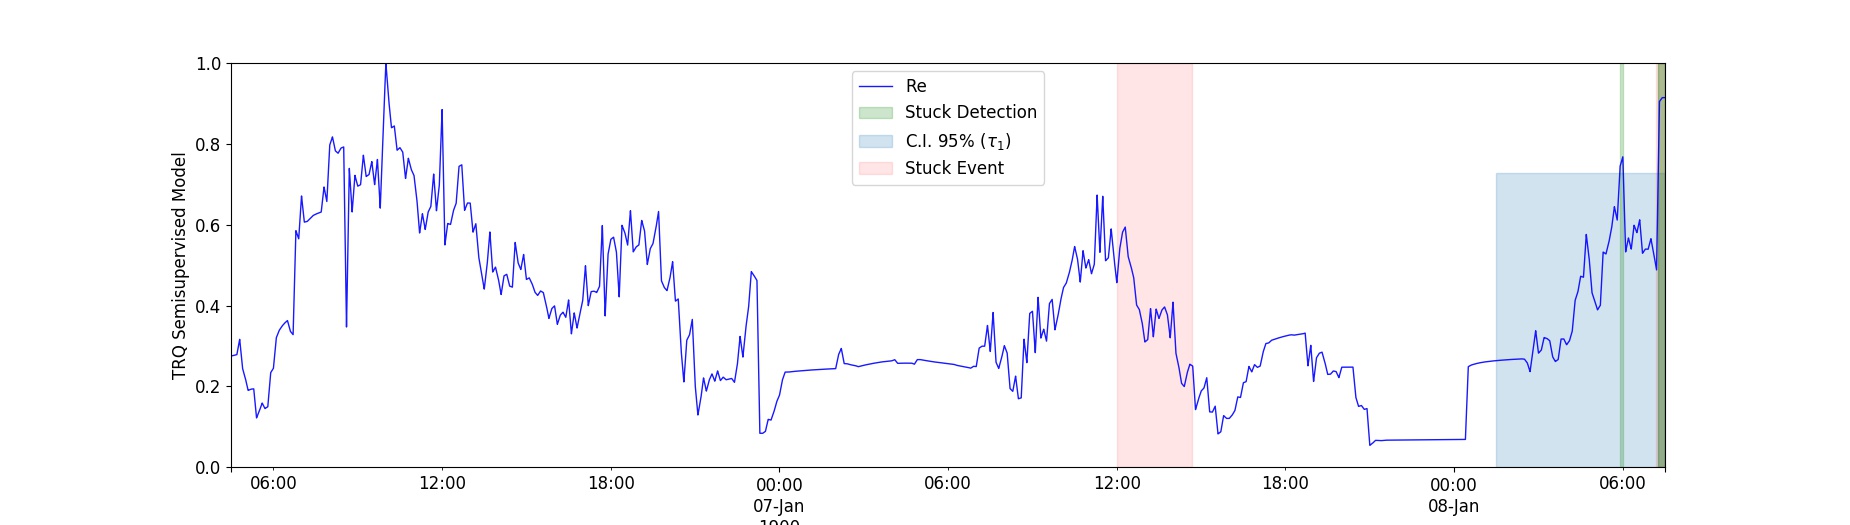 1.0
0.8
0.6
0.4
0.2
0.0
TRQ Semisupervised Model
Re
Stuck Detection
C.I. 95% (τ₁)
Stuck Event
06:00
12:00
18:00
00:00
07-Jan
1900
06:00
12:00
18:00
00:00
08-Jan
06:00